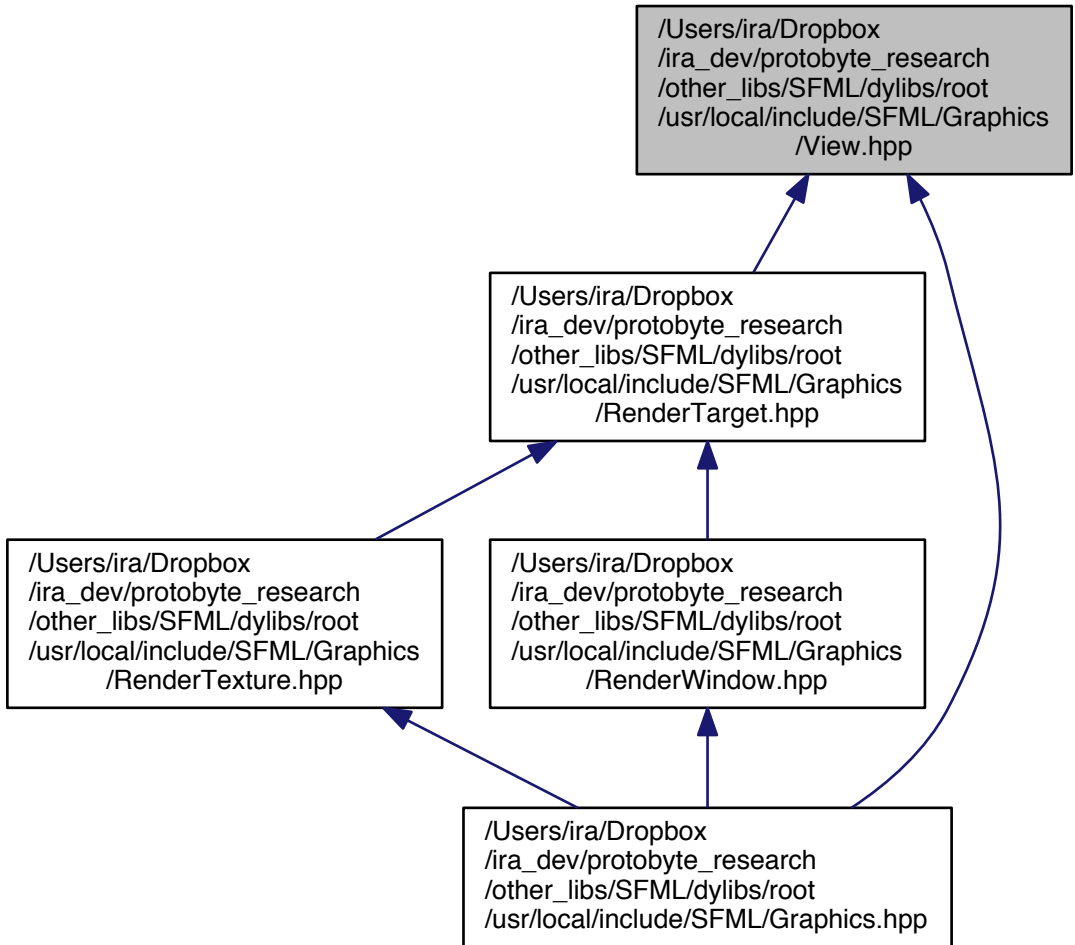 /Users/ira/Dropbox
/ira_dev/protobyte_research
/other_libs/SFML/dylibs/root
/usr/local/include/SFML/Graphics
/View.hpp
/Users/ira/Dropbox
/ira_dev/protobyte_research
/other_libs/SFML/dylibs/root
/usr/local/include/SFML/Graphics
/RenderTarget.hpp
/Users/ira/Dropbox
/ira_dev/protobyte_research
/other_libs/SFML/dylibs/root
/usr/local/include/SFML/Graphics
/RenderTexture.hpp
/Users/ira/Dropbox
/ira_dev/protobyte_research
/other_libs/SFML/dylibs/root
/usr/local/include/SFML/Graphics
/RenderWindow.hpp
/Users/ira/Dropbox
/ira_dev/protobyte_research
/other_libs/SFML/dylibs/root
/usr/local/include/SFML/Graphics.hpp